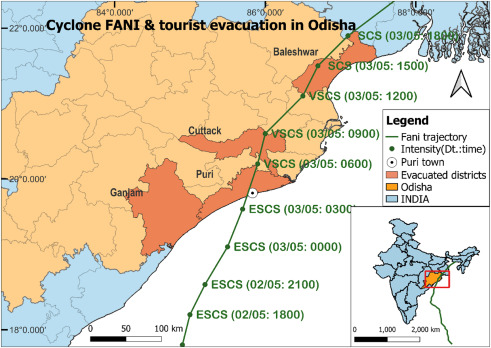 84°0.000'
86°0.000'
88°0.000'
Cyclone FANI & tourist evacuation in Odisha
22°0.000'
SCS (03/05: 1800)
Baleshwar
SCS (03/05: 1500)
VSCS (03/05: 1200)
Cuttack
VSCS (03/05: 0900)
VSCS (03/05: 0600)
Puri
20°0.000'
Ganjam
ESCS (03/05: 0300)
ESCS (03/05: 0000)
ESCS (02/05: 2100)
ESCS (02/05: 1800)
18°0.000'
0 50 100 km
Legend
Fani trajectory
Intensity(Dt.:time)
Puri town
Evacuated districts
Odisha
INDIA
0 1,000 2,000 km